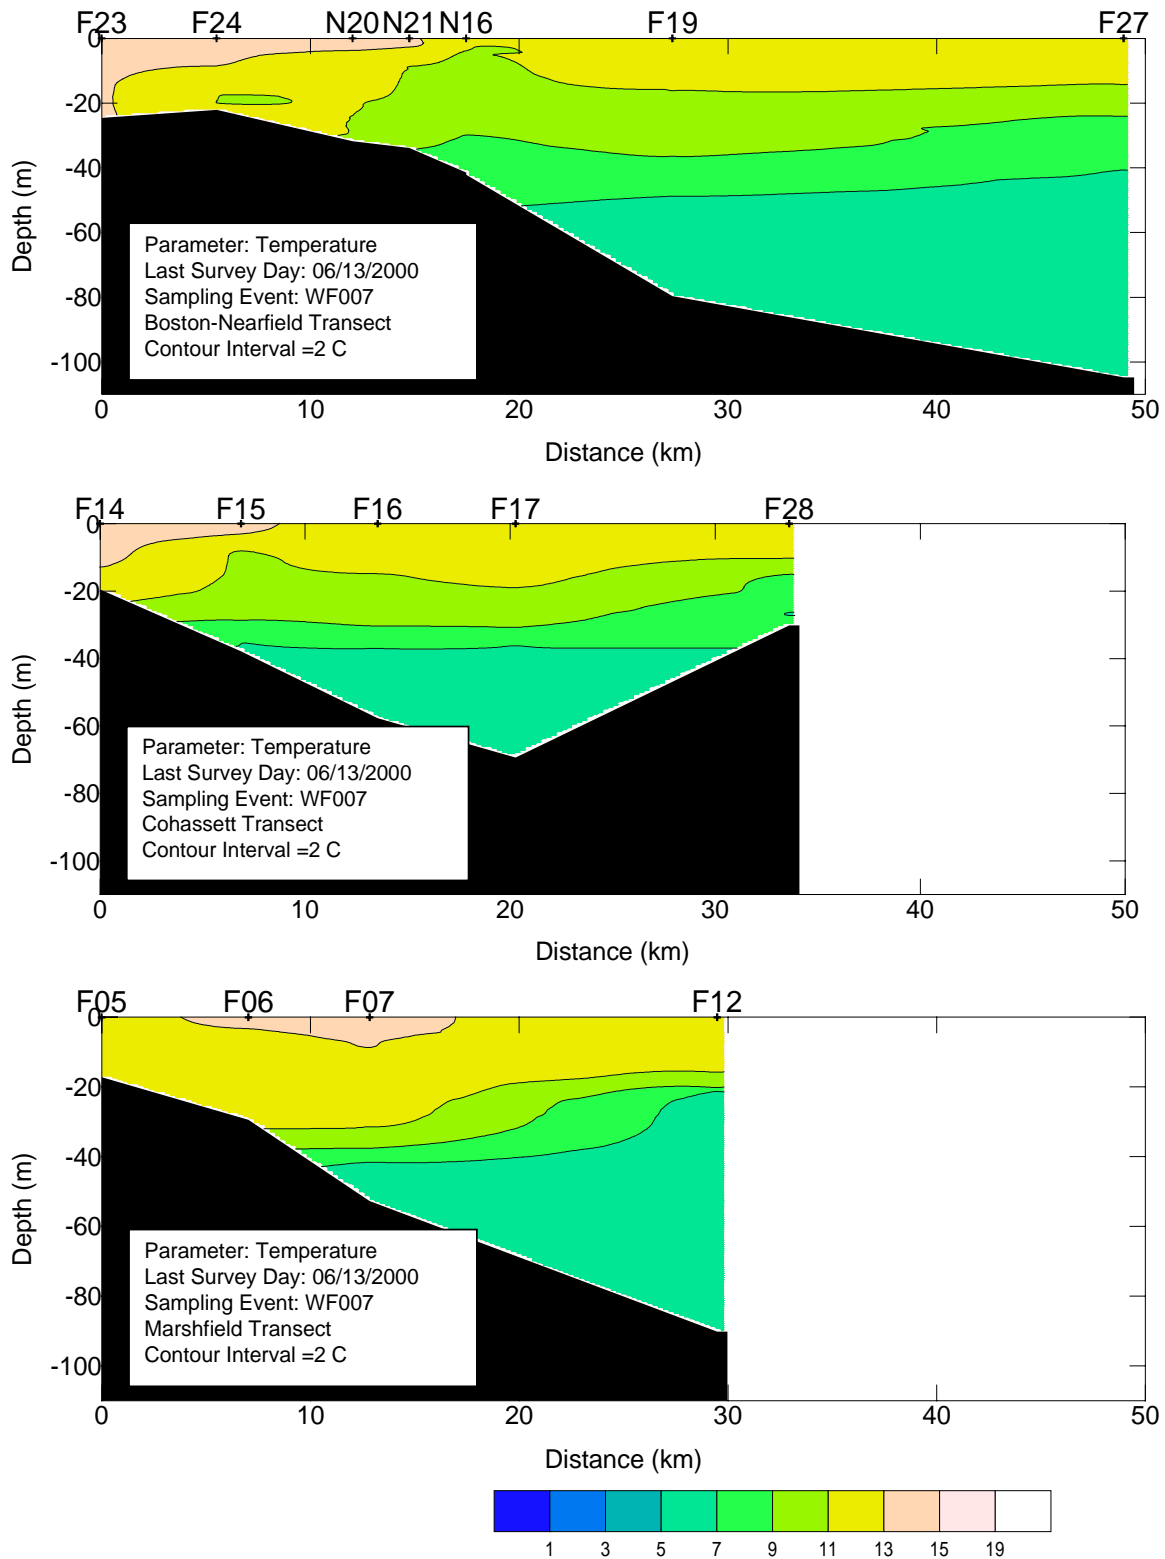 F23 F24 N20 N21 N16 F19 F27
0
-20
-40
-60
-80
-100
Depth (m)
Parameter: Temperature
Last Survey Day: 06/13/2000
Sampling Event: WF007
Boston-Nearfield Transect
Contour Interval =2 C
0 10 20 30 40 50
Distance (km)
F14 F15 F16 F17 F28
0
-20
-40
-60
-80
-100
Depth (m)
Parameter: Temperature
Last Survey Day: 06/13/2000
Sampling Event: WF007
Cohassett Transect
Contour Interval =2 C
0 10 20 30 40 50
Distance (km)
F05 F06 F07 F12
0
-20
-40
-60
-80
-100
Depth (m)
Parameter: Temperature
Last Survey Day: 06/13/2000
Sampling Event: WF007
Marshfield Transect
Contour Interval =2 C
0 10 20 30 40 50
Distance (km)
1 3 5 7 9 11 13 15 19